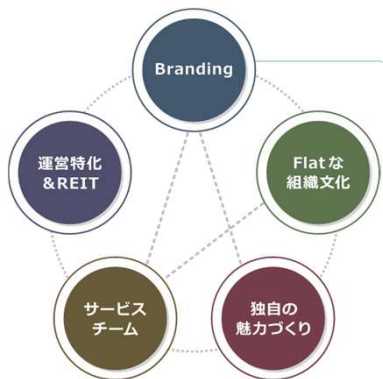 Branding
運営特化
&REIT
Flatな
組織文化
サービス
チーム
独自の
魅力づくり